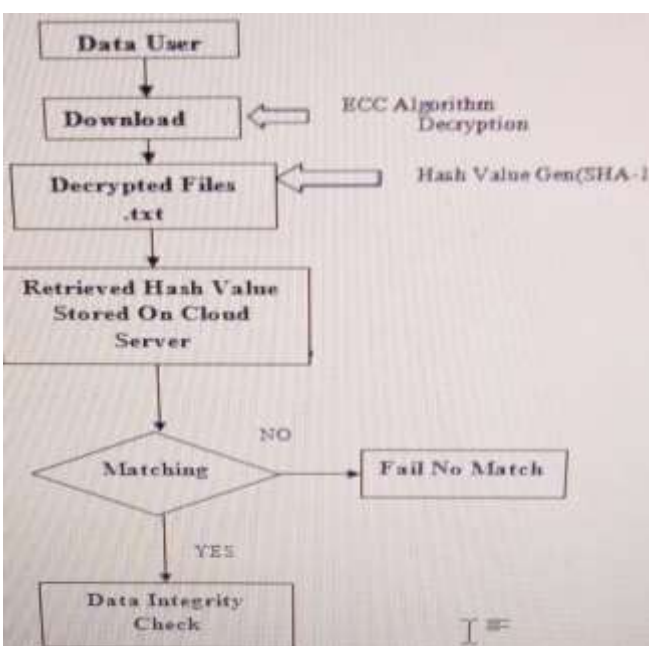 Data User
Download
ECC Algorithm
Decryption
Decrypted Files
.txt
Hash Value Gen(SHA-1
Retrieved Hash Value
Stored On Cloud
Server
NO
Matching
Fail No Match
YES
Data Integrity
Check